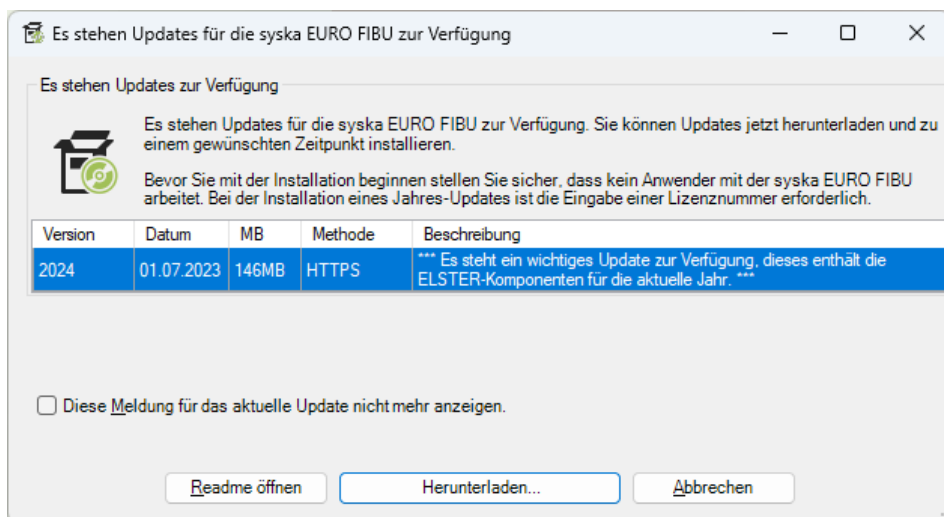 Es stehen Updates für die syska EURO FIBU zur Verfügung
Es stehen Updates zur Verfügung
Es stehen Updates für die syska EURO FIBU zur Verfügung. Sie können Updates jetzt herunterladen und zu
einem gewünschten Zeitpunkt installieren.
Bevor Sie mit der Installation beginnen stellen Sie sicher, dass kein Anwender mit der syska EURO FIBU
arbeitet. Bei der Installation eines Jahres-Updates ist die Eingabe einer Lizenznummer erforderlich.
Version Datum MB Methode Beschreibung
2024 01.07.2023 146MB HTTPS *** Es steht ein wichtiges Update zur Verfügung, dieses enthält die
ELSTER-Komponenten für die aktuelle Jahr. ***
Diese Meldung für das aktuelle Update nicht mehr anzeigen.
Readme öffnen Herunterladen... Abbrechen